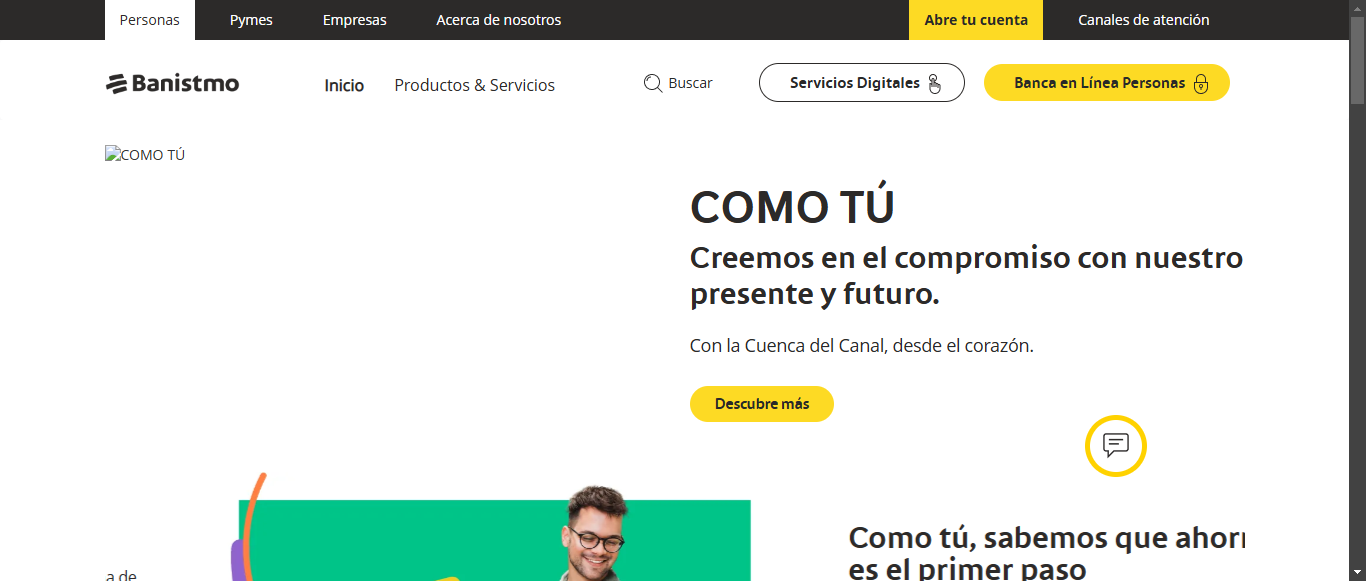 Personas Pymes Empresas Acerca de nosotros Abre tu cuenta Canales de atención
Banistmo Inicio Productos & Servicios Buscar Servicios Digitales Banca en Línea Personas
COMO TÚ
COMO TÚ
Creemos en el compromiso con nuestro
presente y futuro.
Con la Cuenca del Canal, desde el corazón.
Descubre más
Como tú, sabemos que ahorr
es el primer paso
a de